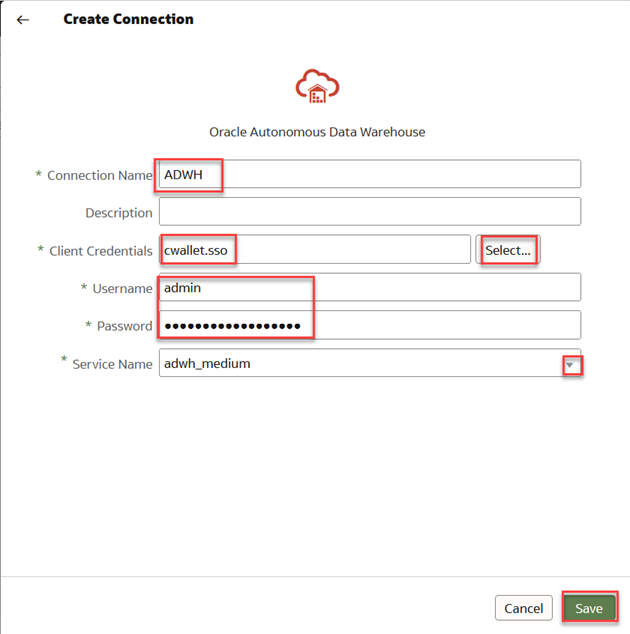 ← Create Connection
Oracle Autonomous Data Warehouse
* Connection Name ADWH
Description
* Client Credentials cwallet.sso Select...
* Username admin
* Password ●●●●●●●●●●●●●●●●●●
* Service Name adwh_medium
Cancel Save